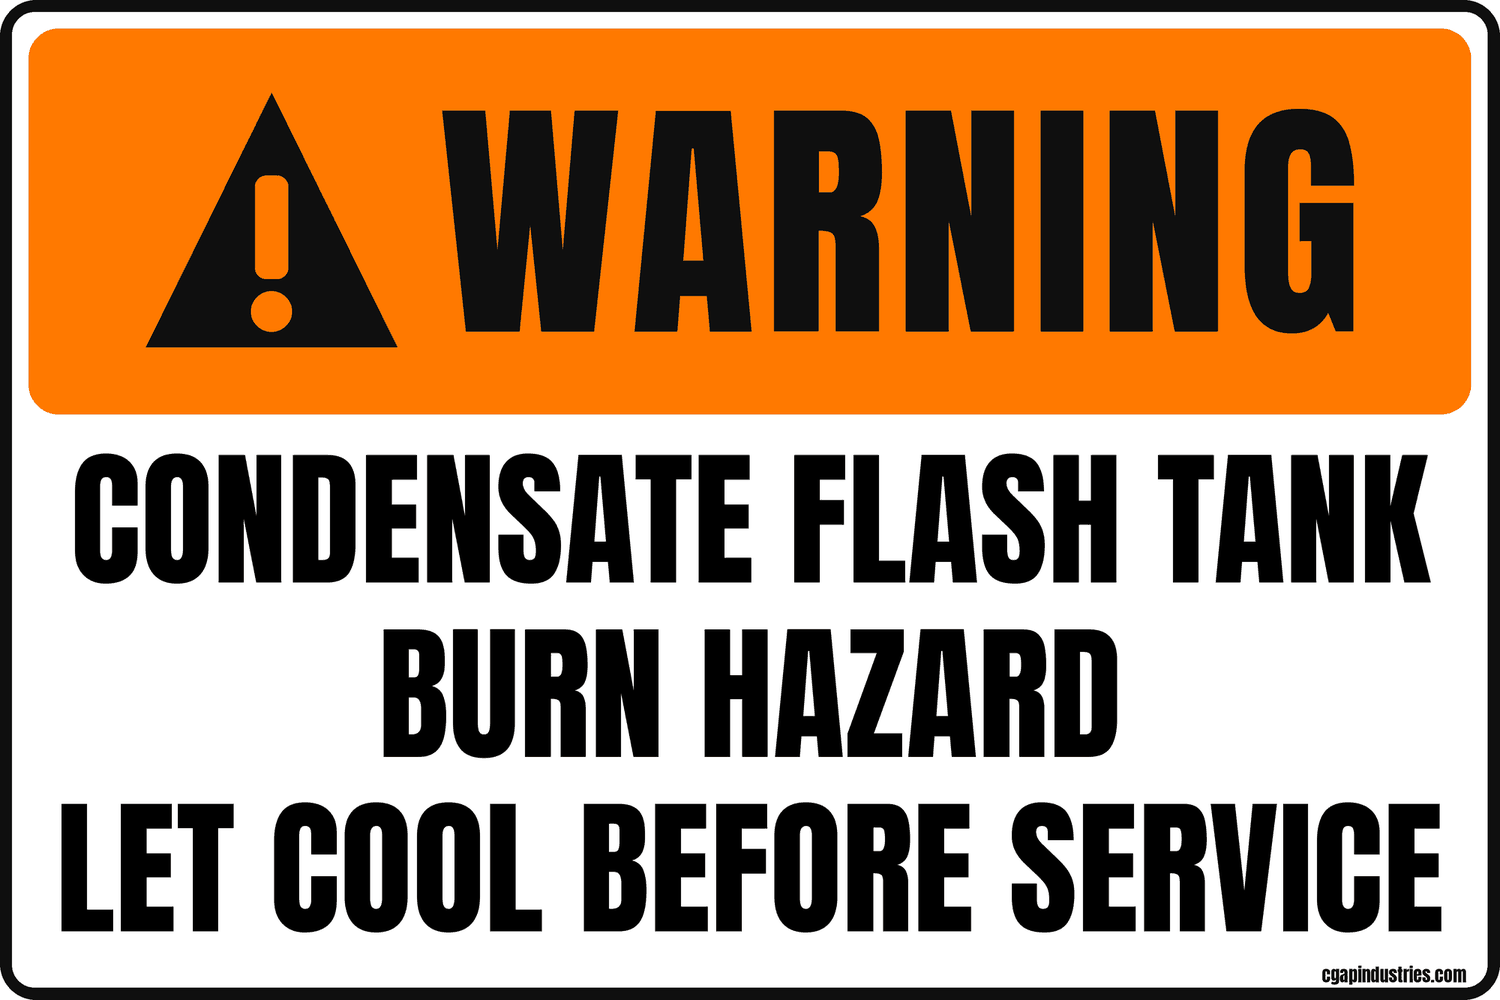 WARNING
CONDENSATE FLASH TANK
BURN HAZARD
LET COOL BEFORE SERVICE
cgapindustries.com